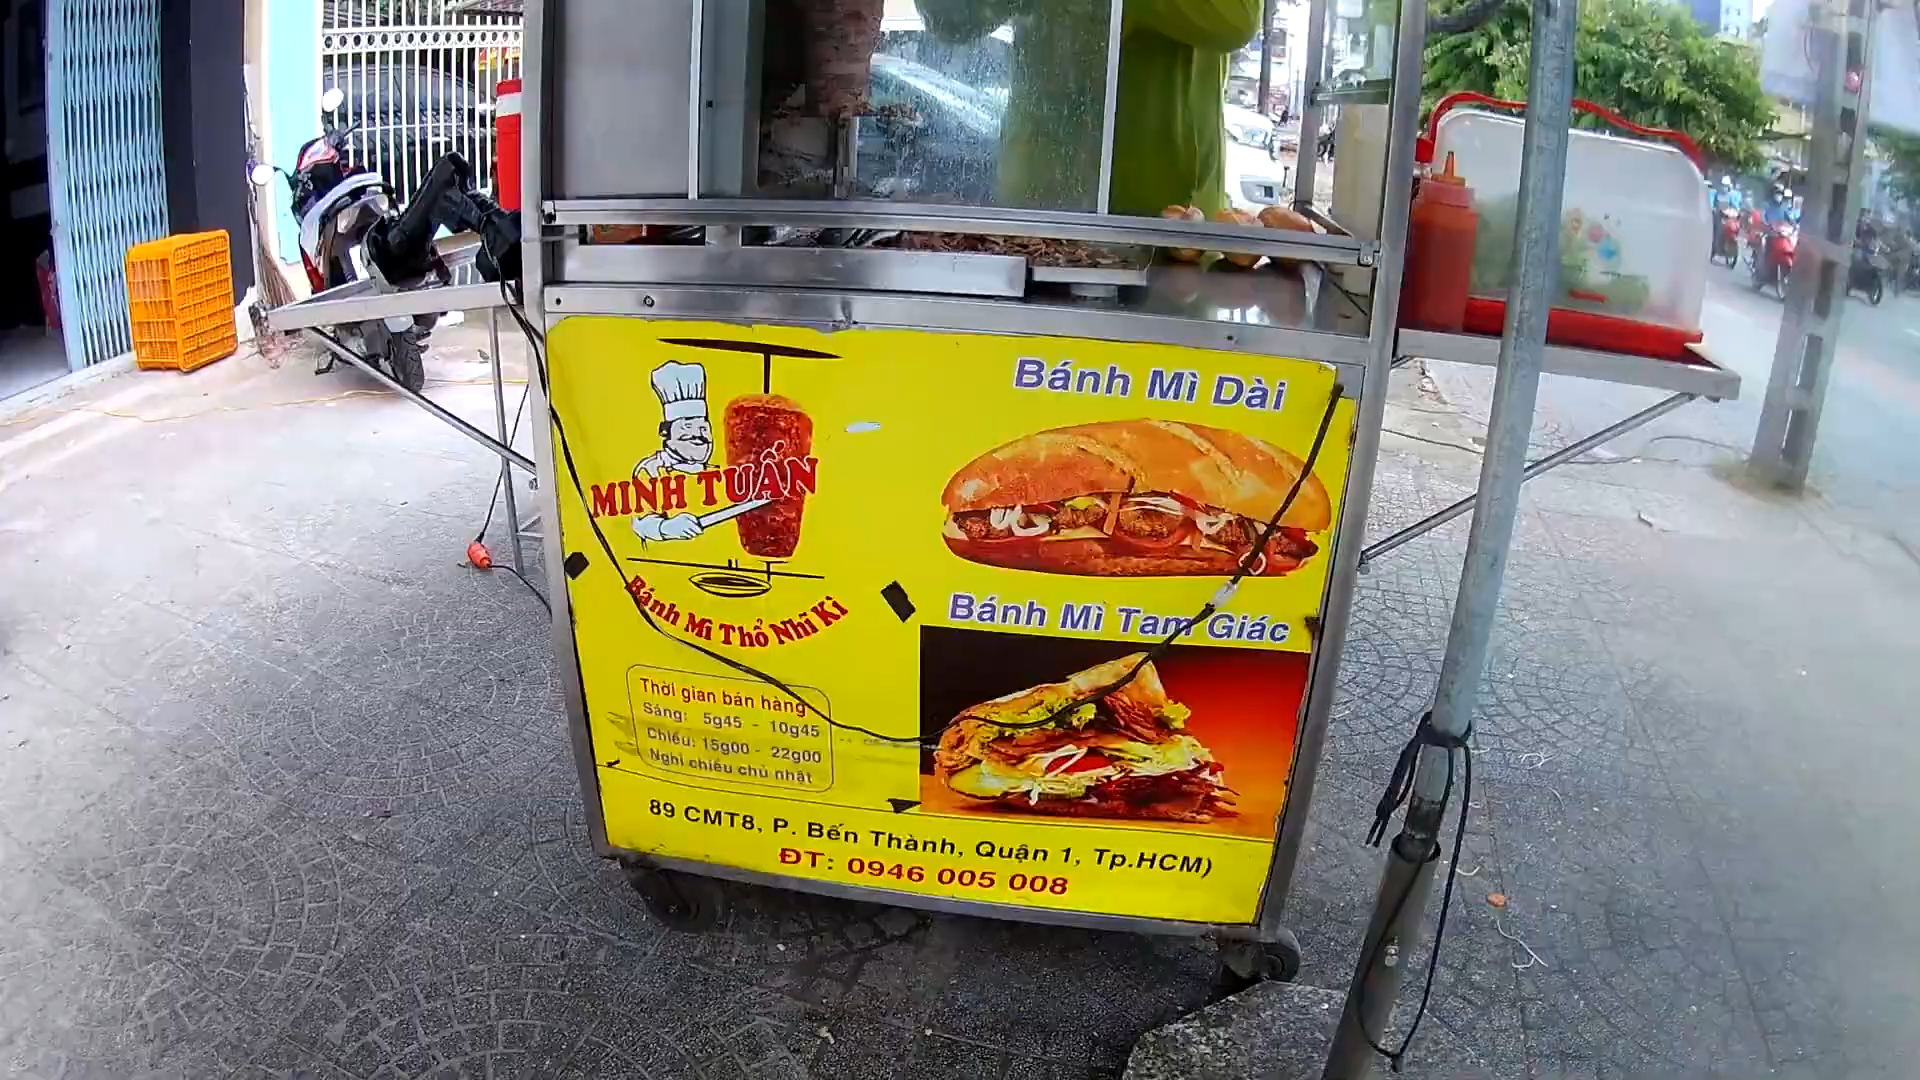 MINH TUẤN
Bánh Mì Thổ Nhĩ Kì
Thời gian bán hàng
Sáng: 5g45 - 10g45
Chiều: 15g00 - 22g00
Nghỉ chiều chủ nhật
Bánh Mì Dài
Bánh Mì Tam Giác
89 CMT8, P. Bến Thành, Quận 1, Tp.HCM)
ĐT: 0946 005 008